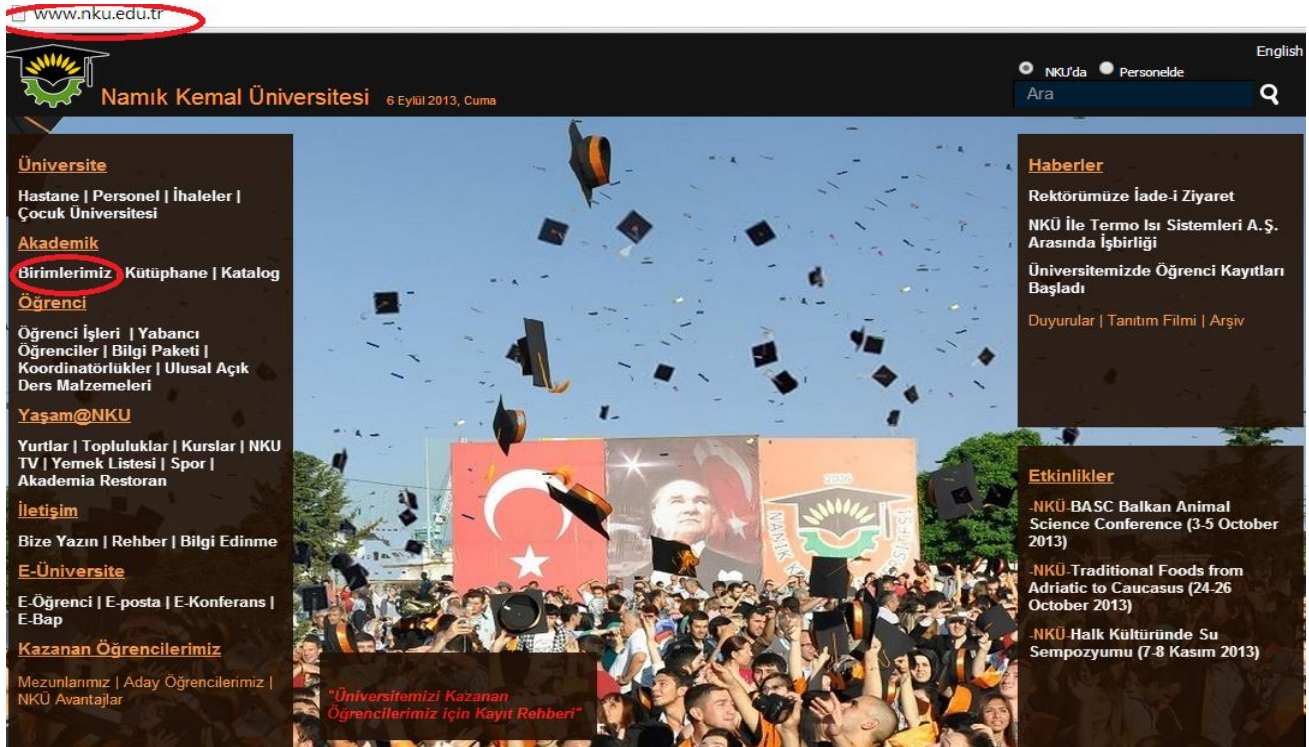 www.nku.edu.tr
English
NKU'da Personelde
Namık Kemal Üniversitesi 6 Eylül 2013, Cuma
Ara
Üniversite
Hastane | Personel | İhaleler |
Çocuk Üniversitesi
Akademik
Birimlerimiz Kütüphane | Katalog
Öğrenci
Öğrenci İşleri | Yabancı
Öğrenciler | Bilgi Paketi |
Koordinatörlükler | Ulusal Açık
Ders Malzemeleri
Yaşam@NKU
Yurtlar | Topluluklar | Kurslar | NKU
TV | Yemek Listesi | Spor |
Akademia Restoran
İletişim
Bize Yazın | Rehber | Bilgi Edinme
E-Üniversite
E-Öğrenci | E-posta | E-Konferans |
E-Bap
Kazanan Öğrencilerimiz
Mezunlarımız | Aday Öğrencilerimiz |
NKÜ Avantajlar
2006
NAMIK
"Üniversitemizi Kazanan
Öğrencilerimiz için Kayıt Rehberi"
Haberler
Rektörümüze İade-i Ziyaret
NKÜ İle Termo Isı Sistemleri A.Ş.
Arasında İşbirliği
Üniversitemizde Öğrenci Kayıtları
Başladı
Duyurular | Tanıtım Filmi | Arşiv
Etkinlikler
-NKÜ-BASC Balkan Animal
Science Conference (3-5 October
2013)
-NKÜ-Traditional Foods from
Adriatic to Caucasus (24-26
October 2013)
-NKÜ-Halk Kültüründe Su
Sempozyumu (7-8 Kasım 2013)